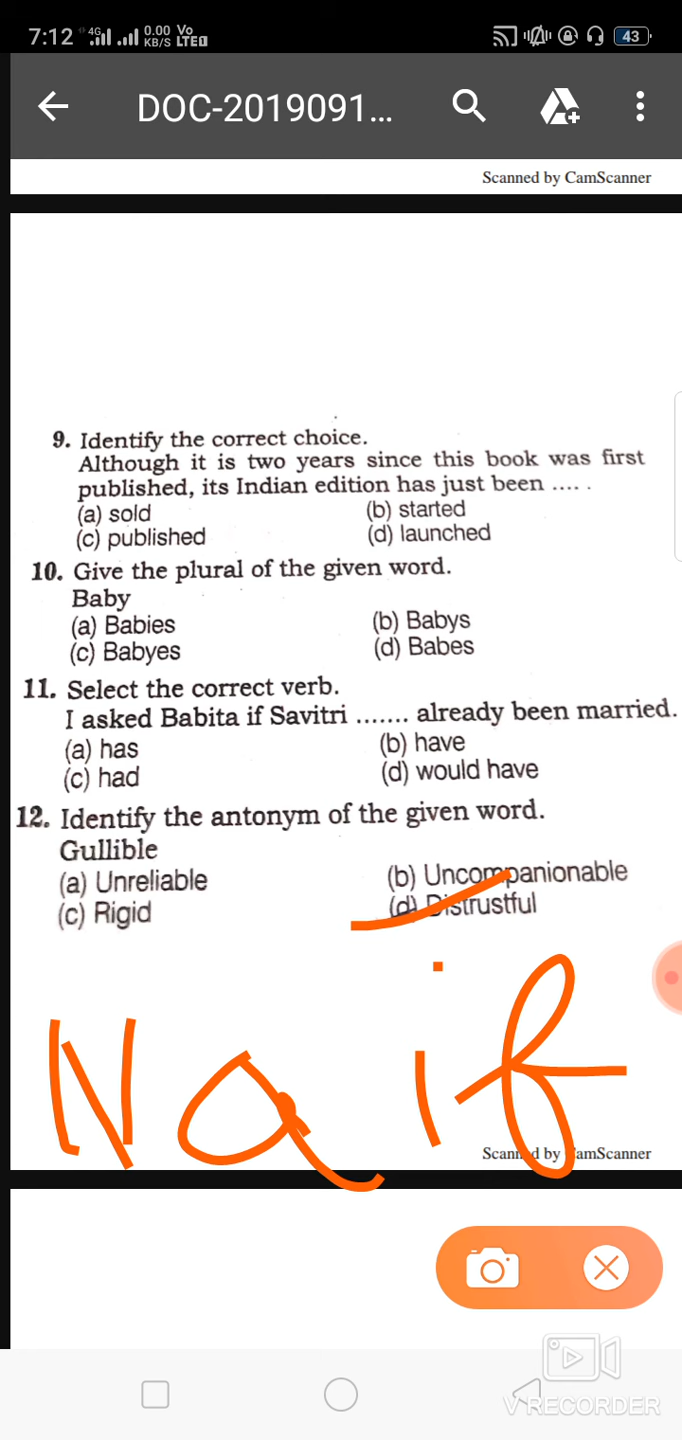 7:12 4G 0.00 KB/S Vo LTE 43
DOC-2019091...
Scanned by CamScanner
9. Identify the correct choice.
Although it is two years since this book was first
published, its Indian edition has just been .... .
(a) sold (b) started
(c) published (d) launched
10. Give the plural of the given word.
Baby
(a) Babies (b) Babys
(c) Babyes (d) Babes
11. Select the correct verb.
I asked Babita if Savitri ....... already been married.
(a) has (b) have
(c) had (d) would have
12. Identify the antonym of the given word.
Gullible
(a) Unreliable (b) Uncompanionable
(c) Rigid (d) Distrustful
Naif
Scanned by CamScanner
V RECORDER